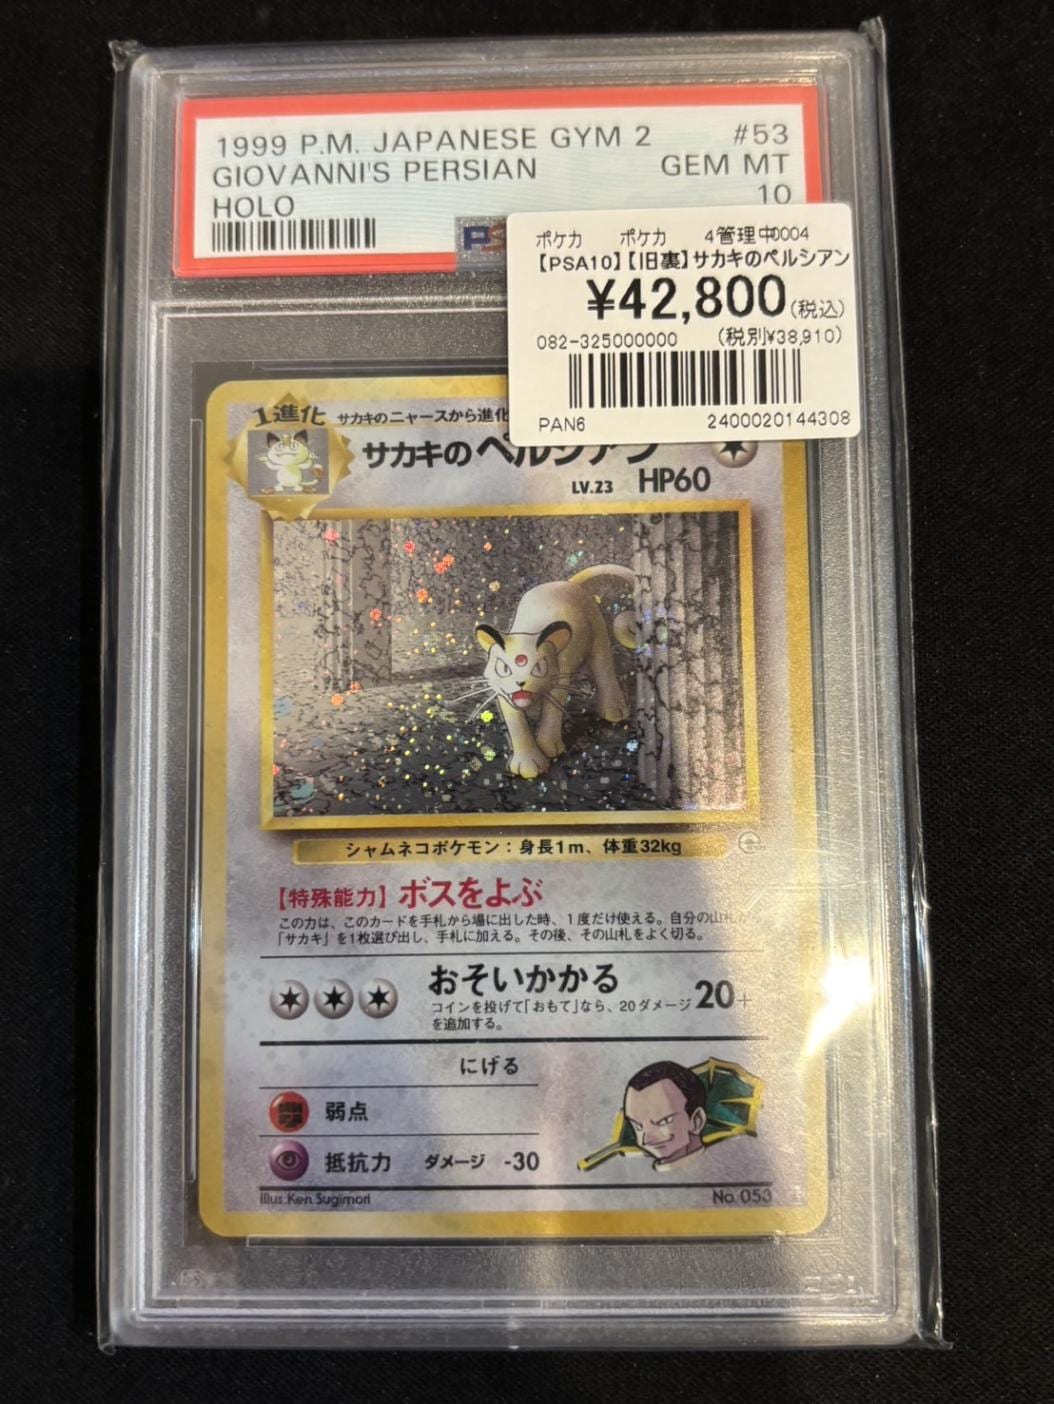 1999 P.M. JAPANESE GYM 2 #53
GIOVANNI'S PERSIAN GEM MT
HOLO 10
ポケカ ポケカ 4管理中0004
【PSA10】【旧裏】サカキのペルシアン
¥42,800(税込)
(税別¥38,910)
082-325000000
PAN6 2400020144308
1進化 サカキのニャースから進化
サカキのペルシアン
LV.23 HP60
シャムネコポケモン:身長1m、体重32kg
【特殊能力】ボスをよぶ
この力は、このカードを手札から場に出した時、1度だけ使える。自分の山札から
「サカキ」を1枚選び出し、手札に加える。その後、その山札をよく切る。
おそいかかる 20+
コインを投げて「おもて」なら、20ダメージ
を追加する。
にげる
弱点
抵抗力 ダメージ -30
Illus.Ken Sugimori No.053